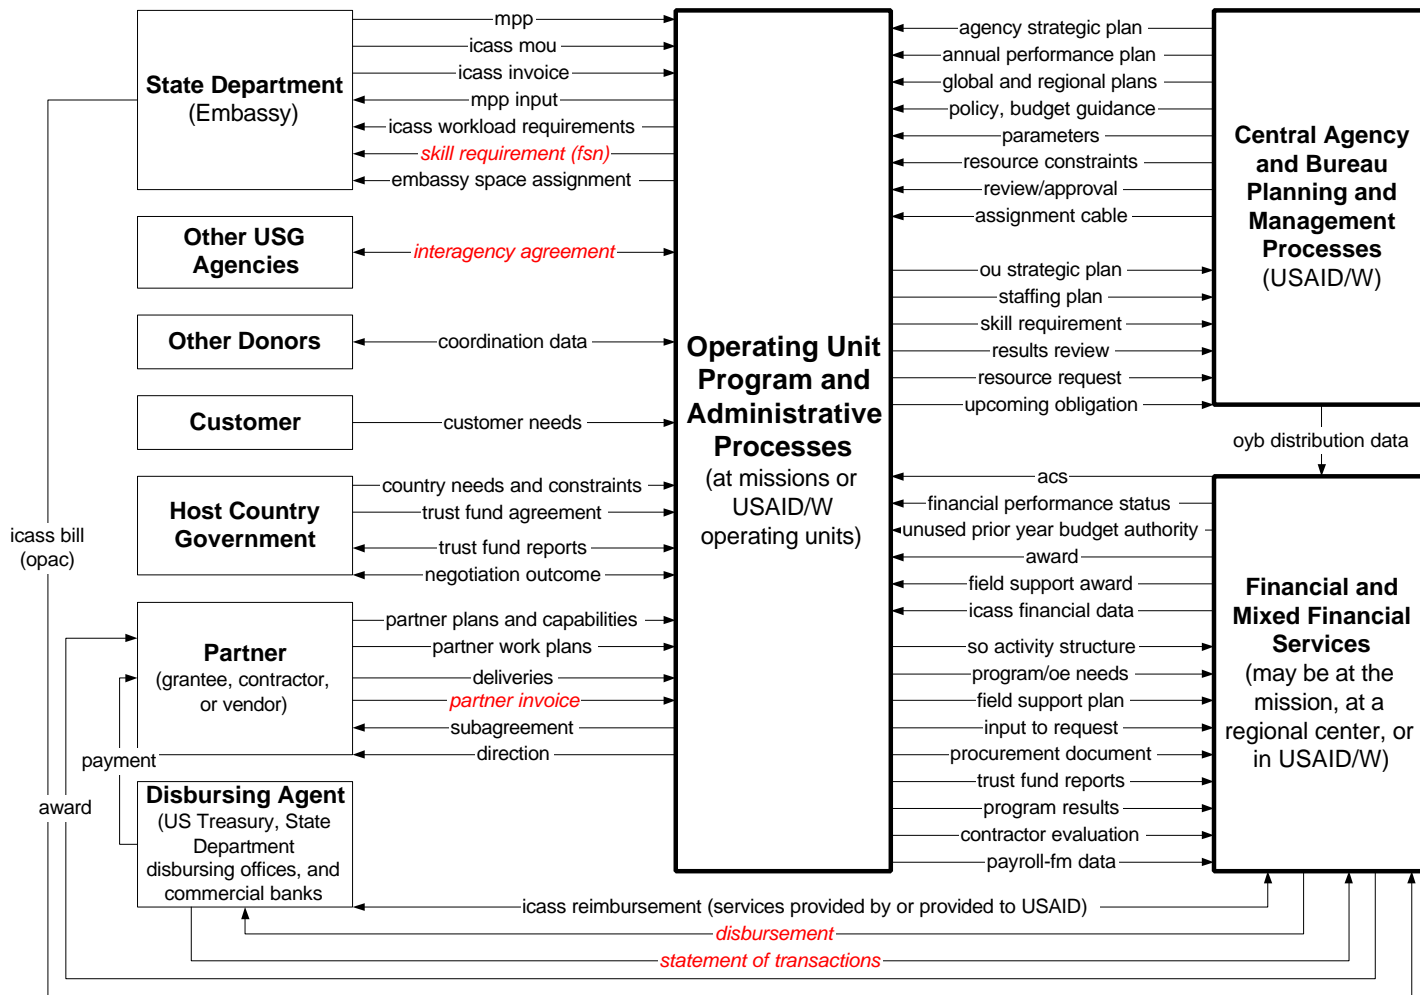 State Department
(Embassy)
mpp
icass mou
icass invoice
mpp input
icass workload requirements
skill requirement (fsn)
embassy space assignment
Other USG
Agencies
interagency agreement
Other Donors
coordination data
Customer
customer needs
Host Country
Government
country needs and constraints
trust fund agreement
trust fund reports
negotiation outcome
icass bill
(opac)
Partner
(grantee, contractor,
or vendor)
partner plans and capabilities
partner work plans
deliveries
partner invoice
subagreement
direction
payment
award
Disbursing Agent
(US Treasury, State
Department
disbursing offices, and
commercial banks
Operating Unit
Program and
Administrative
Processes
(at missions or
USAID/W
operating units)
agency strategic plan
annual performance plan
global and regional plans
policy, budget guidance
parameters
resource constraints
review/approval
assignment cable
ou strategic plan
staffing plan
skill requirement
results review
resource request
upcoming obligation
Central Agency
and Bureau
Planning and
Management
Processes
(USAID/W)
oyb distribution data
acs
financial performance status
unused prior year budget authority
award
field support award
icass financial data
so activity structure
program/oe needs
field support plan
input to request
procurement document
trust fund reports
program results
contractor evaluation
payroll-fm data
Financial and
Mixed Financial
Services
(may be at the
mission, at a
regional center, or
in USAID/W)
icass reimbursement (services provided by or provided to USAID)
disbursement
statement of transactions